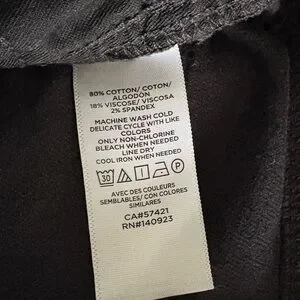 80% COTTON/ COTON/
ALGODÓN
18% VISCOSE/ VISCOSA
2% SPANDEX
MACHINE WASH COLD
DELICATE CYCLE WITH LIKE
COLORS
ONLY NON-CHLORINE
BLEACH WHEN NEEDED
LINE DRY
COOL IRON WHEN NEEDED
30 P
AVEC DES COULEURS
SEMBLABLES/ CON COLORES
SIMILARES
CA#57421
RN#140923